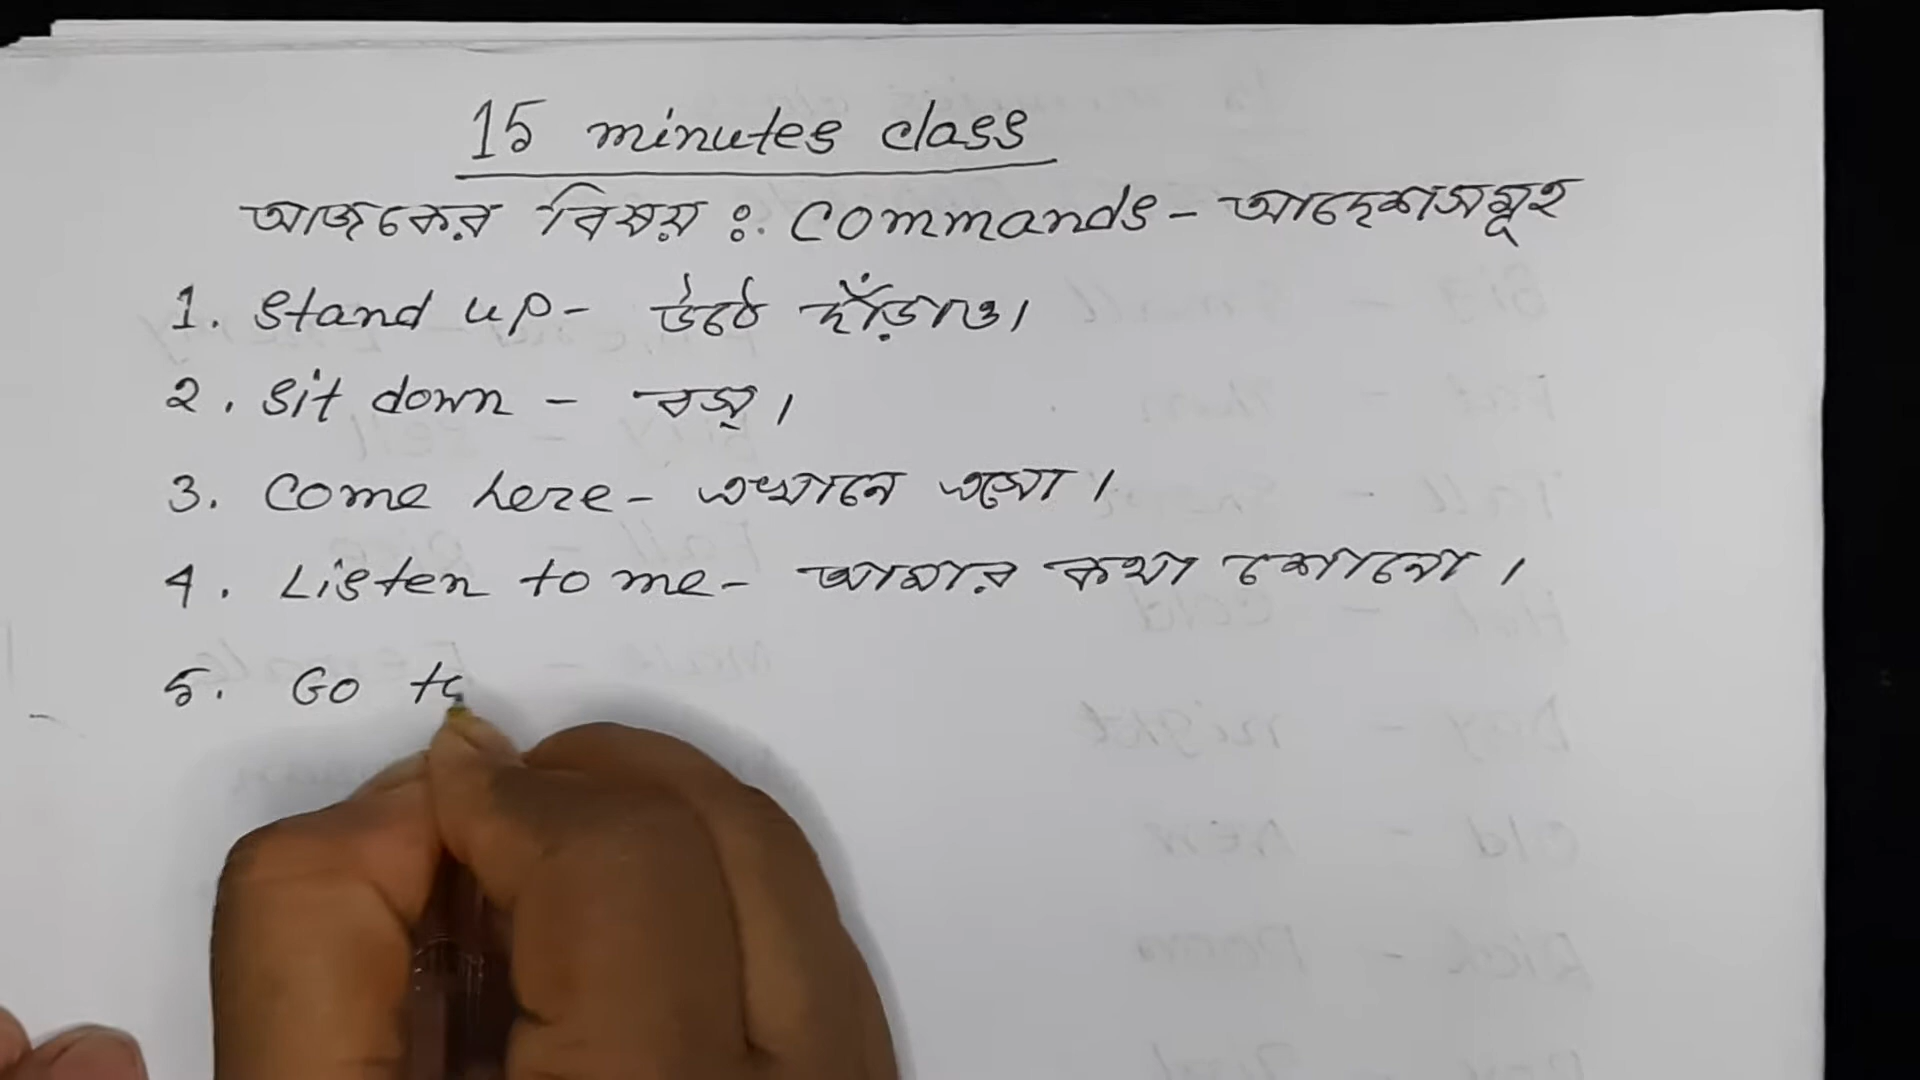 15 minutes class
আজকের বিষয় : Commands - আদেশসমূহ
1. Stand up - উঠে দাঁড়াও।
2. Sit down - বস্।
3. Come here - এখানে এসো।
4. Listen to me - আমার কথা শোনো।
5. Go to